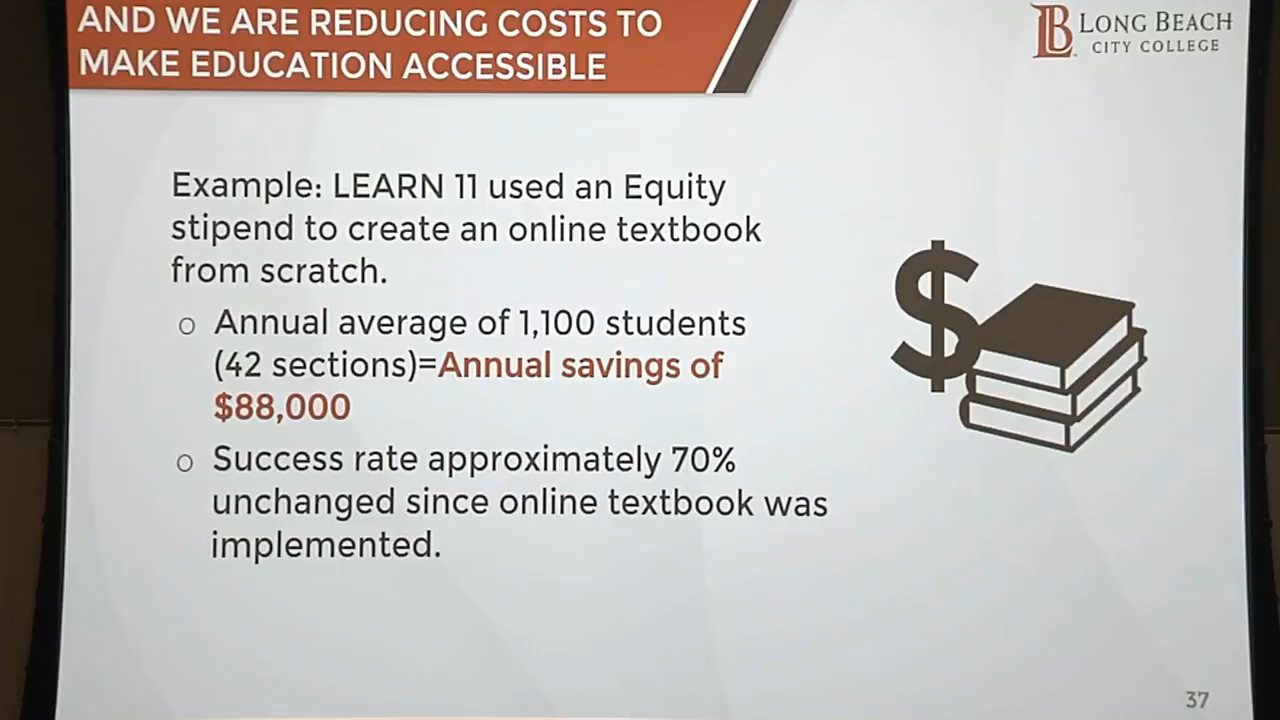 AND WE ARE REDUCING COSTS TO
MAKE EDUCATION ACCESSIBLE
LB LONG BEACH
CITY COLLEGE
Example: LEARN 11 used an Equity
stipend to create an online textbook
from scratch.
o Annual average of 1,100 students
(42 sections)=Annual savings of
$88,000
o Success rate approximately 70%
unchanged since online textbook was
implemented.
$
37